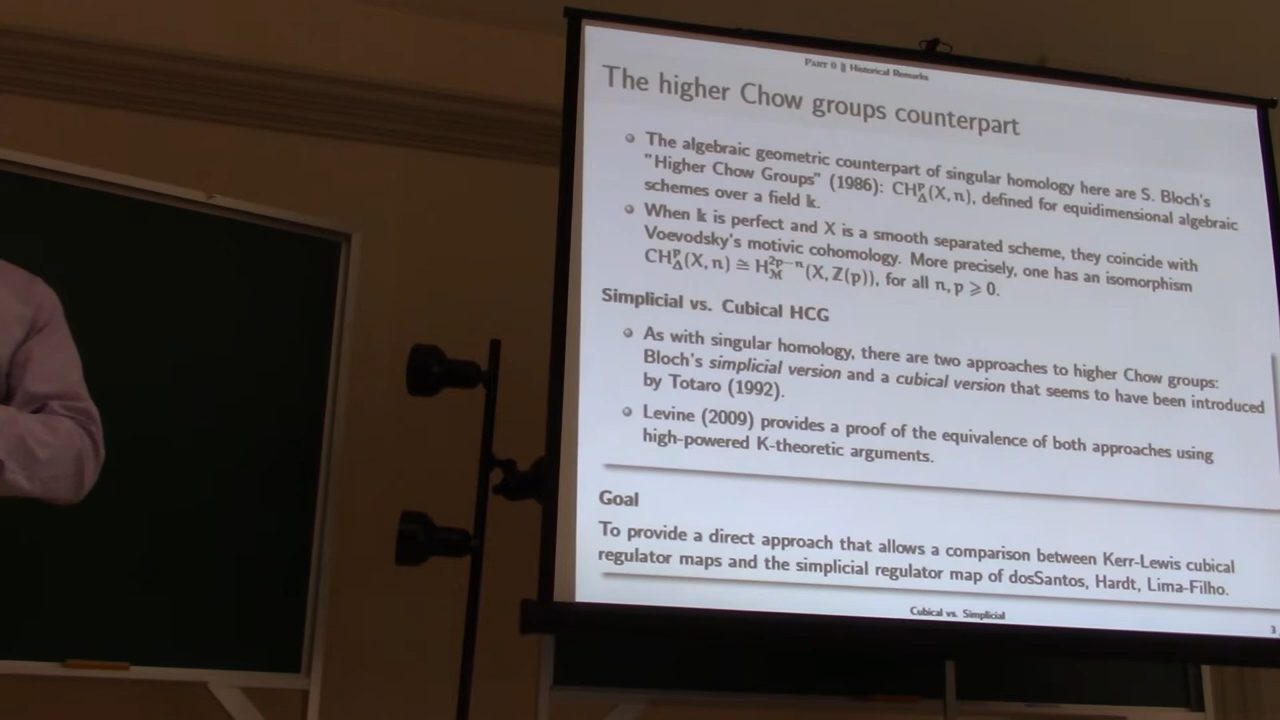 PART 0 || Historical Remarks
The higher Chow groups counterpart
The algebraic geometric counterpart of singular homology here are S. Bloch's
"Higher Chow Groups" (1986): CH^p_Δ(X, n), defined for equidimensional algebraic
schemes over a field k.
When k is perfect and X is a smooth separated scheme, they coincide with
Voevodsky's motivic cohomology. More precisely, one has an isomorphism
CH^p_Δ(X, n) ≅ H^{2p−n}_M(X, Z(p)), for all n, p ⩾ 0.
Simplicial vs. Cubical HCG
As with singular homology, there are two approaches to higher Chow groups:
Bloch's simplicial version and a cubical version that seems to have been introduced
by Totaro (1992).
Levine (2009) provides a proof of the equivalence of both approaches using
high-powered K-theoretic arguments.
Goal
To provide a direct approach that allows a comparison between Kerr-Lewis cubical
regulator maps and the simplicial regulator map of dosSantos, Hardt, Lima-Filho.
Cubical vs. Simplicial
3